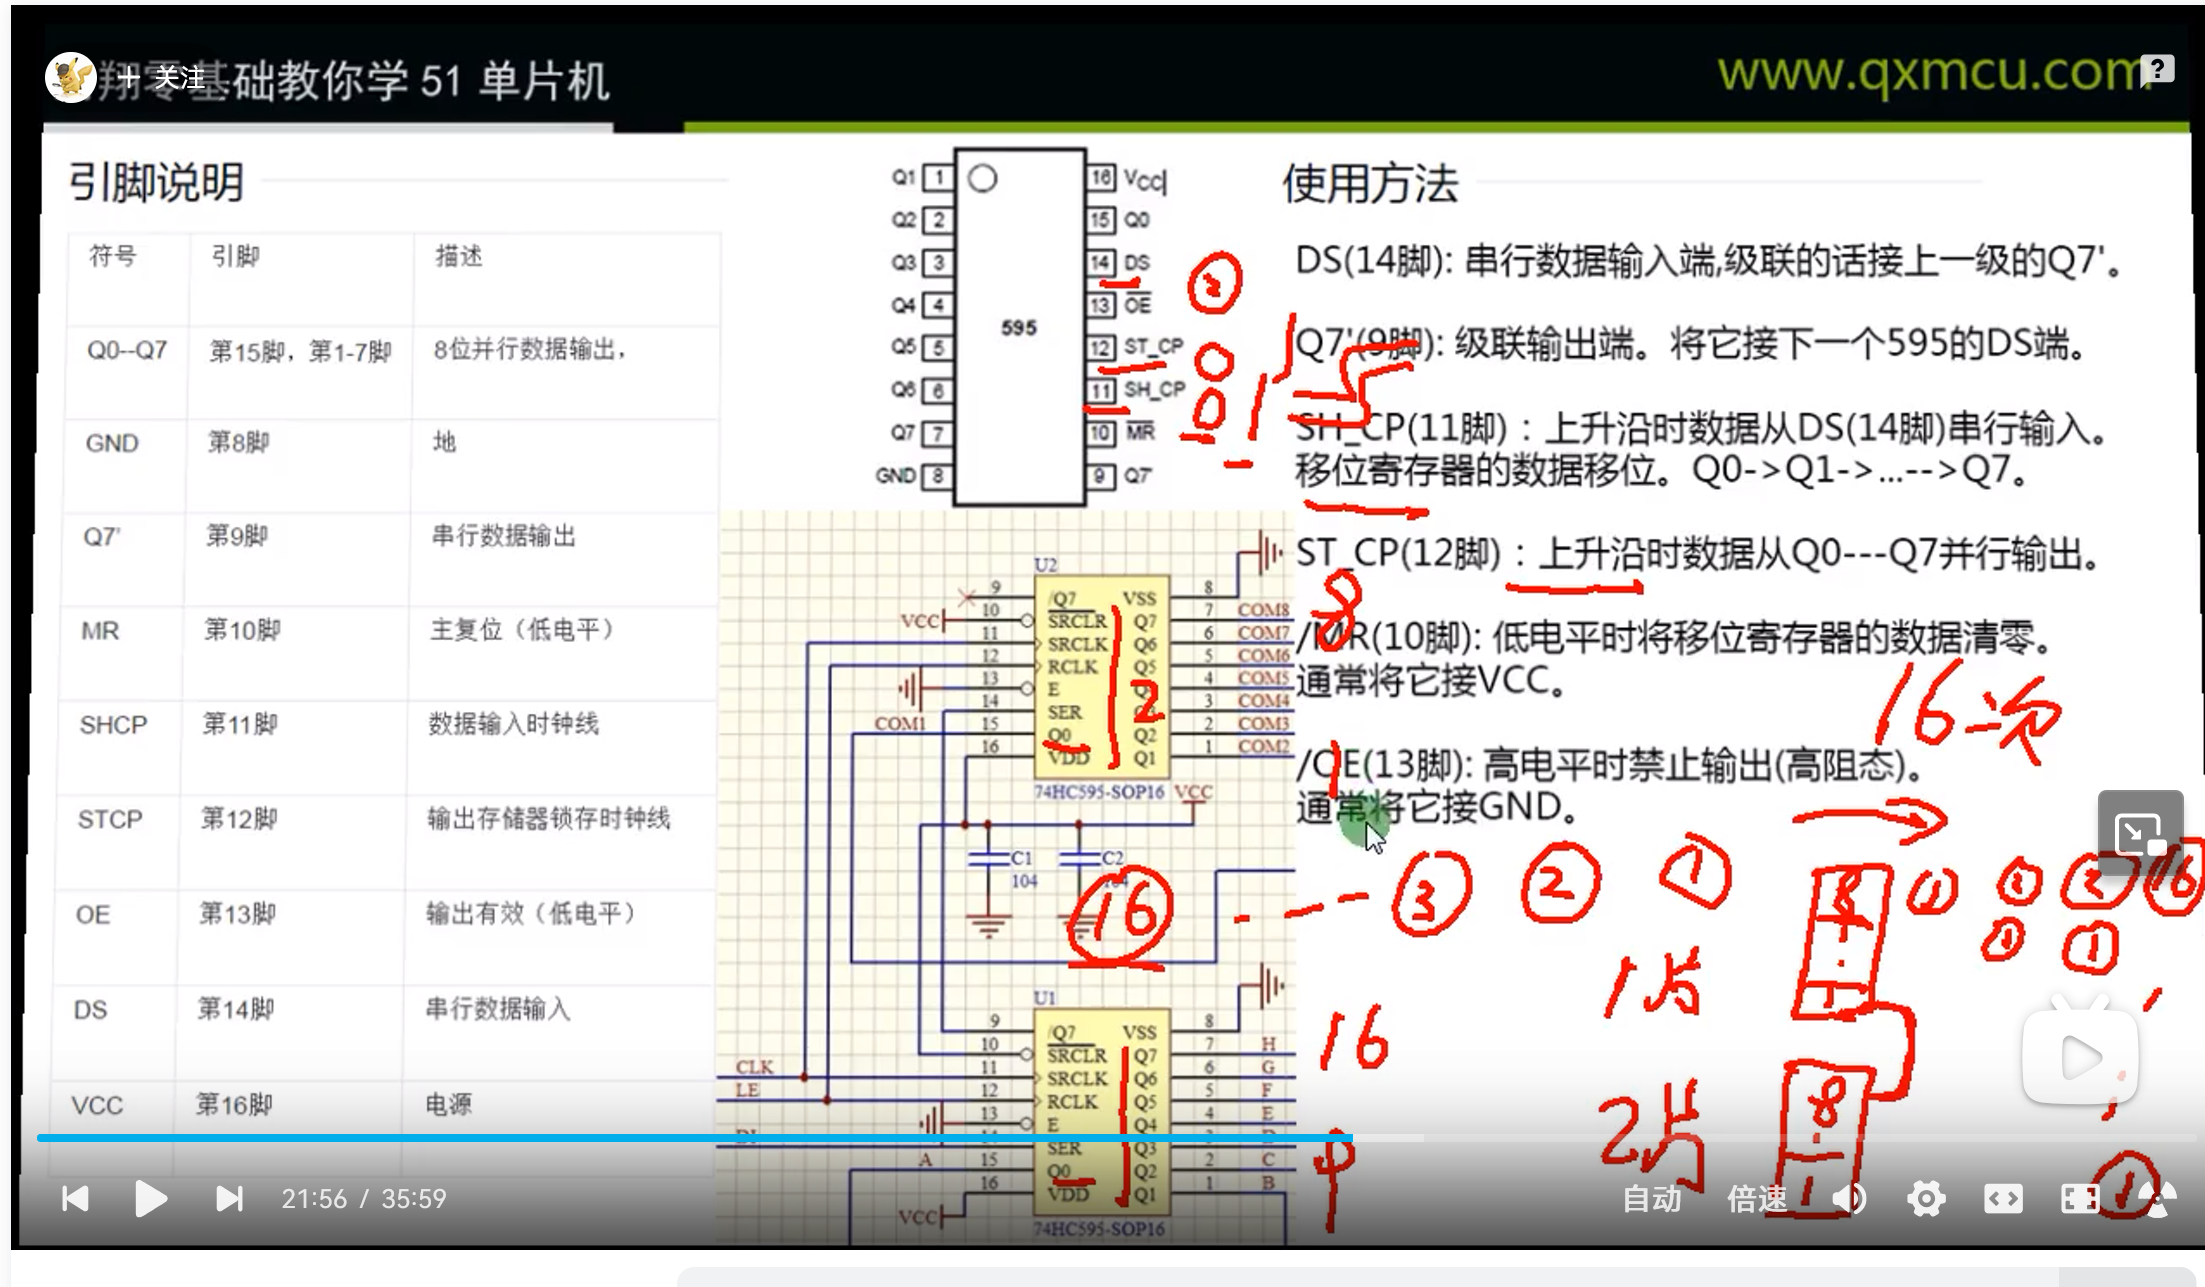 翔零基础教你学 51 单片机
+ 关注
www.qxmcu.com
?
引脚说明
符号 引脚 描述
Q0--Q7 第15脚，第1-7脚 8位并行数据输出，
GND 第8脚 地
Q7' 第9脚 串行数据输出
MR 第10脚 主复位（低电平）
SHCP 第11脚 数据输入时钟线
STCP 第12脚 输出存储器锁存时钟线
OE 第13脚 输出有效（低电平）
DS 第14脚 串行数据输入
VCC 第16脚 电源
Q1 1 16 VCC
Q2 2 15 Q0
Q3 3 14 DS
Q4 4 13 OE
Q5 5 12 ST_CP
Q6 6 11 SH_CP
Q7 7 10 MR
GND 8 9 Q7'
595
2
0
0 1
U2
9 /Q7 VSS 8
VCC 10 SRCLR Q7 7 COM8
11 SRCLK Q6 6 COM7
12 RCLK Q5 5 COM6
13 E Q4 4 COM5
14 SER Q3 3 COM4
COM1 15 Q0 Q2 2 COM3
16 VDD Q1 1 COM2
2
74HC595-SOP16 VCC
C1 C2
104 104
16
U1
9 /Q7 VSS 8
10 SRCLR Q7 7 H
CLK 11 SRCLK Q6 6 G
LE 12 RCLK Q5 5 F
13 E Q4 4 E
SER Q3 3
A 15 Q0 Q2 2 C
16 VDD Q1 1 B
VCC
74HC595-SOP16
使用方法
DS(14脚): 串行数据输入端,级联的话接上一级的Q7'。
Q7'(9脚): 级联输出端。将它接下一个595的DS端。
SH_CP(11脚)：上升沿时数据从DS(14脚)串行输入。
移位寄存器的数据移位。Q0->Q1->...-->Q7。
ST_CP(12脚)：上升沿时数据从Q0---Q7并行输出。
8
/MR(10脚): 低电平时将移位寄存器的数据清零。
通常将它接VCC。
16次
/OE(13脚): 高电平时禁止输出(高阻态)。
通常将它接GND。
1
3 2 1 8 1 1 2 16
1 1
1片 1
16
2片 8
1 1
21:56 / 35:59
自动 倍速